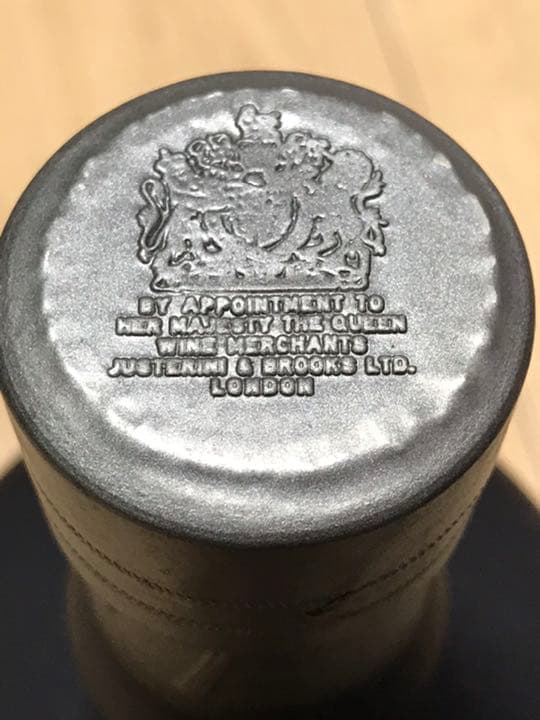 BY APPOINTMENT TO
HER MAJESTY THE QUEEN
WINE MERCHANTS
JUSTERINI & BROOKS LTD.
LONDON